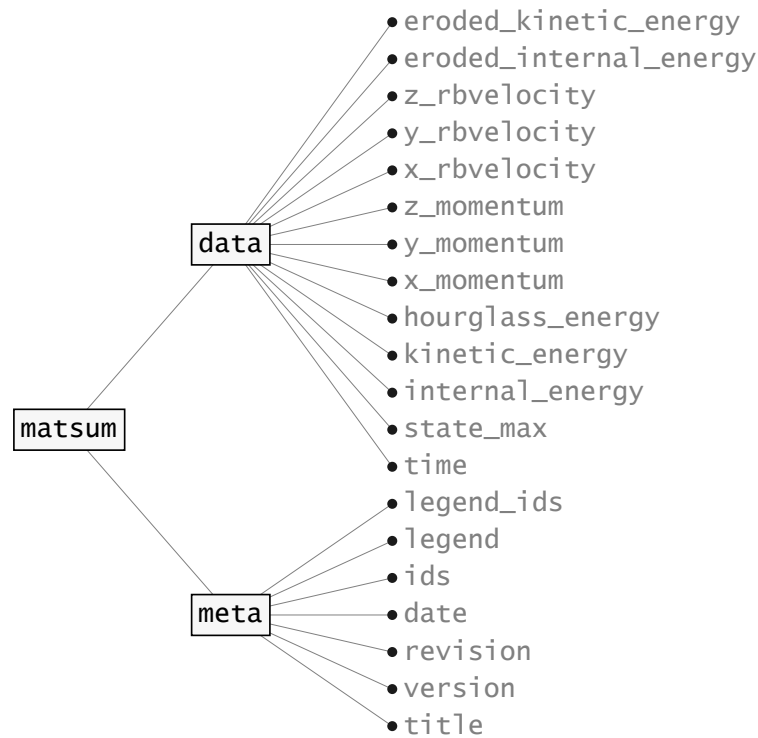 eroded_kinetic_energy
eroded_internal_energy
z_rbvelocity
y_rbvelocity
x_rbvelocity
z_momentum
data
y_momentum
x_momentum
hourglass_energy
kinetic_energy
internal_energy
matsum
state_max
time
legend_ids
legend
ids
meta
date
revision
version
title